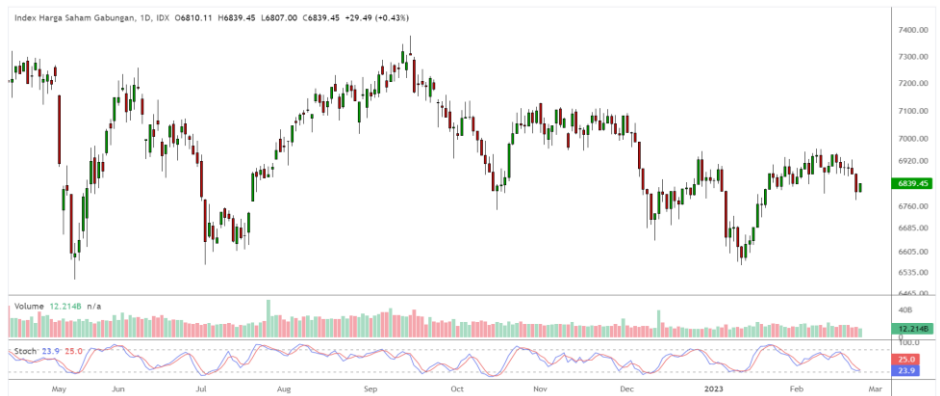 Index Harga Saham Gabungan, 1D, IDX O6810.11 H6839.45 L6807.00 C6839.45 +29.49 (+0.43%)
7400.00
7300.00
7200.00
7100.00
7000.00
6920.00
6839.45
6760.00
6685.00
6605.00
6535.00
6465.00
Volume 12.214B n/a
40B
12.214B
Stoch 23.9 25.0
100.0
25.0
23.9
May Jun Jul Aug Sep Oct Nov Dec 2023 Feb Mar